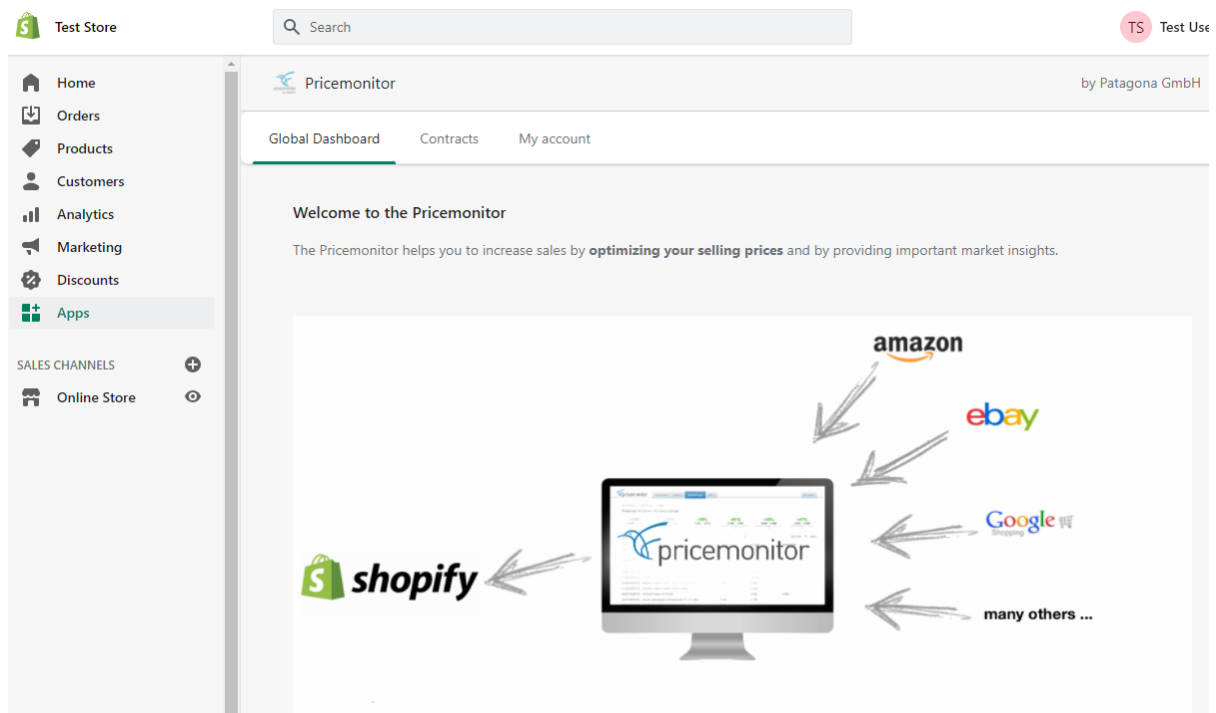 Test Store
Search
TS Test Use
Home
Orders
Products
Customers
Analytics
Marketing
Discounts
Apps
SALES CHANNELS
Online Store
Pricemonitor
by Patagona GmbH
Global Dashboard Contracts My account
Welcome to the Pricemonitor
The Pricemonitor helps you to increase sales by optimizing your selling prices and by providing important market insights.
amazon
ebay
Google
Shopping
pricemonitor
shopify
many others ...